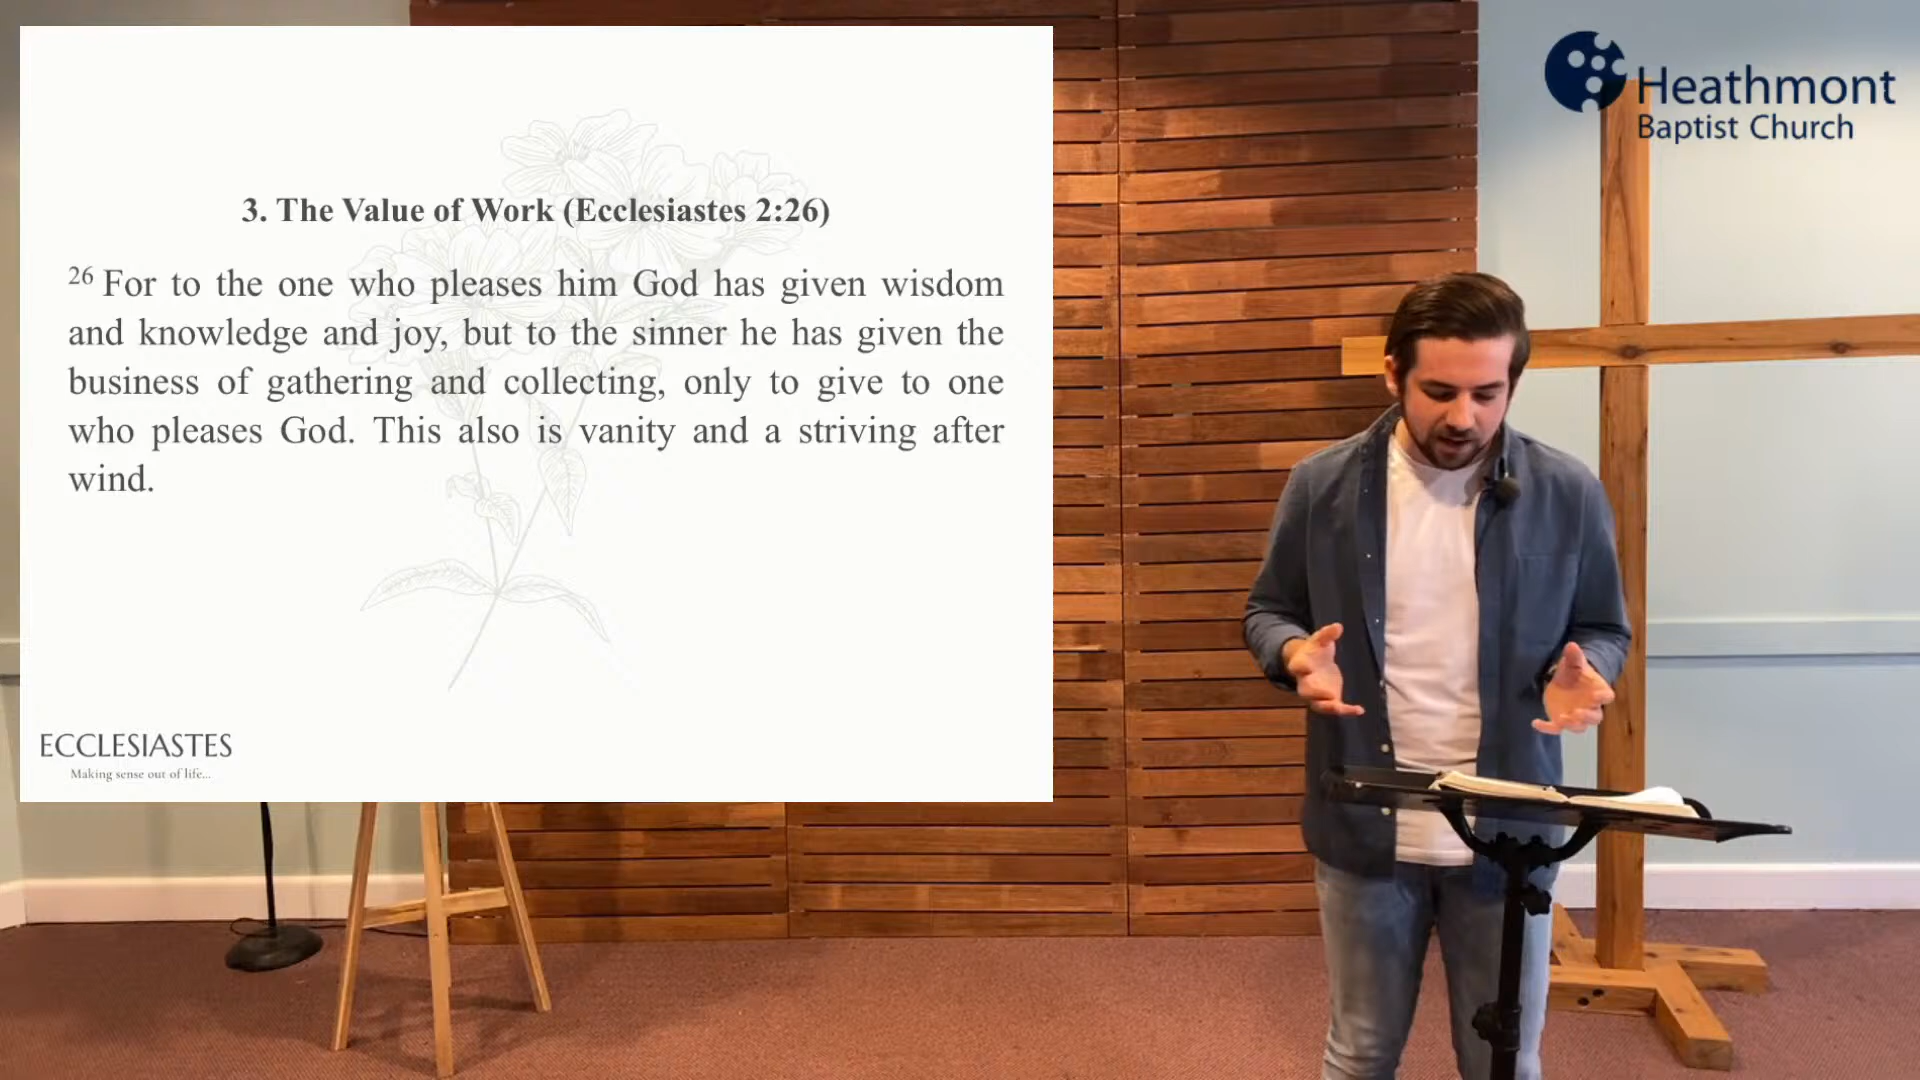 Heathmont
Baptist Church
3. The Value of Work (Ecclesiastes 2:26)
26 For to the one who pleases him God has given wisdom
and knowledge and joy, but to the sinner he has given the
business of gathering and collecting, only to give to one
who pleases God. This also is vanity and a striving after
wind.
ECCLESIASTES
Making sense out of life...